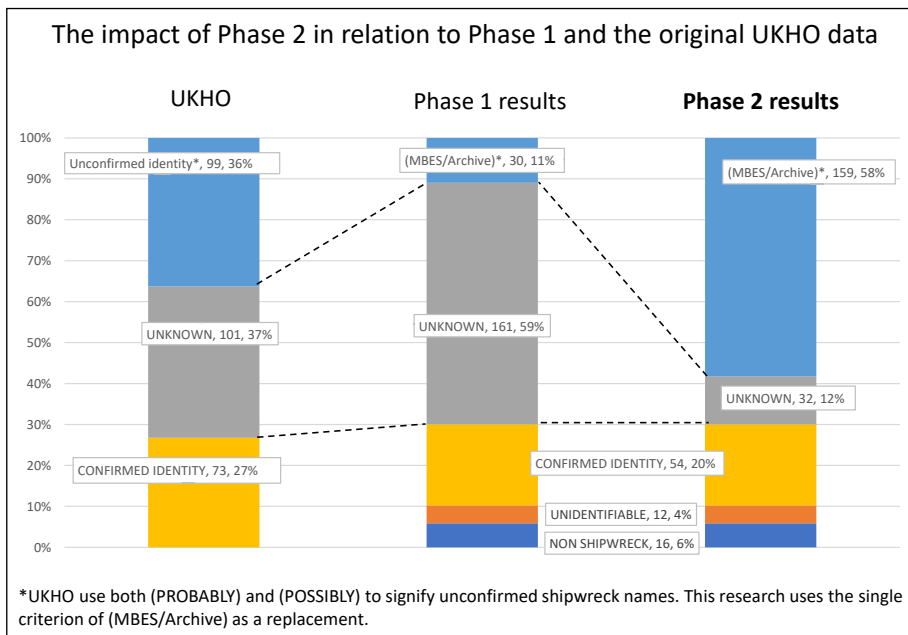 The impact of Phase 2 in relation to Phase 1 and the original UKHO data
UKHO
Phase 1 results
Phase 2 results
100%
90%
80%
70%
60%
50%
40%
30%
20%
10%
0%
Unconfirmed identity*, 99, 36%
UNKNOWN, 101, 37%
CONFIRMED IDENTITY, 73, 27%
(MBES/Archive)*, 30, 11%
UNKNOWN, 161, 59%
(MBES/Archive)*, 159, 58%
UNKNOWN, 32, 12%
CONFIRMED IDENTITY, 54, 20%
UNIDENTIFIABLE, 12, 4%
NON SHIPWRECK, 16, 6%
*UKHO use both (PROBABLY) and (POSSIBLY) to signify unconfirmed shipwreck names. This research uses the single
criterion of (MBES/Archive) as a replacement.